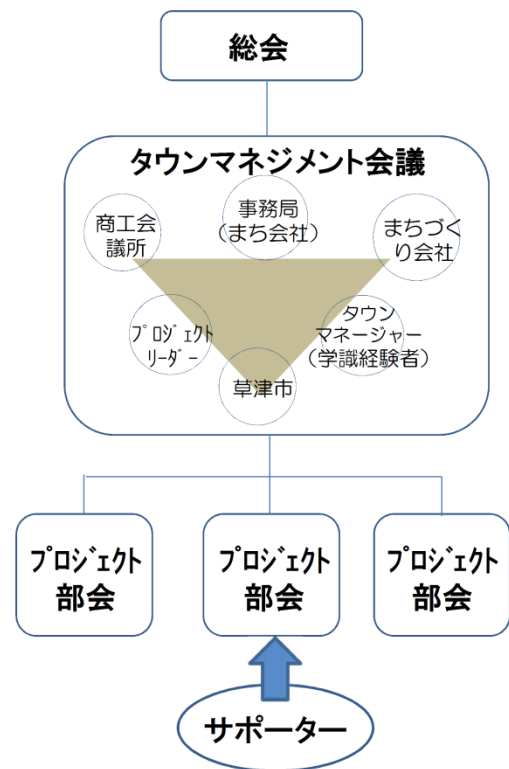 総会
タウンマネジメント会議
商工会
議所
事務局
(まち会社)
まちづく
り会社
ﾌﾟﾛｼﾞｪｸﾄ
ﾘｰﾀﾞｰ
タウン
マネージャー
(学識経験者)
草津市
ﾌﾟﾛｼﾞｪｸﾄ
部会
ﾌﾟﾛｼﾞｪｸﾄ
部会
ﾌﾟﾛｼﾞｪｸﾄ
部会
サポーター